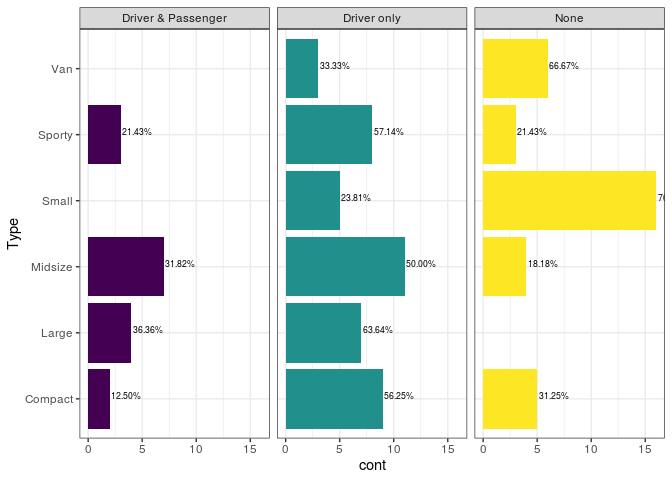 Driver & Passenger Driver only None
Van 33.33% 66.67%
Sporty 21.43% 57.14% 21.43%
Small 23.81%
Midsize 31.82% 50.00% 18.18%
Large 36.36% 63.64%
Compact 12.50% 56.25% 31.25%
0 5 10 15 0 5 10 15 0 5 10 15
cont
Type